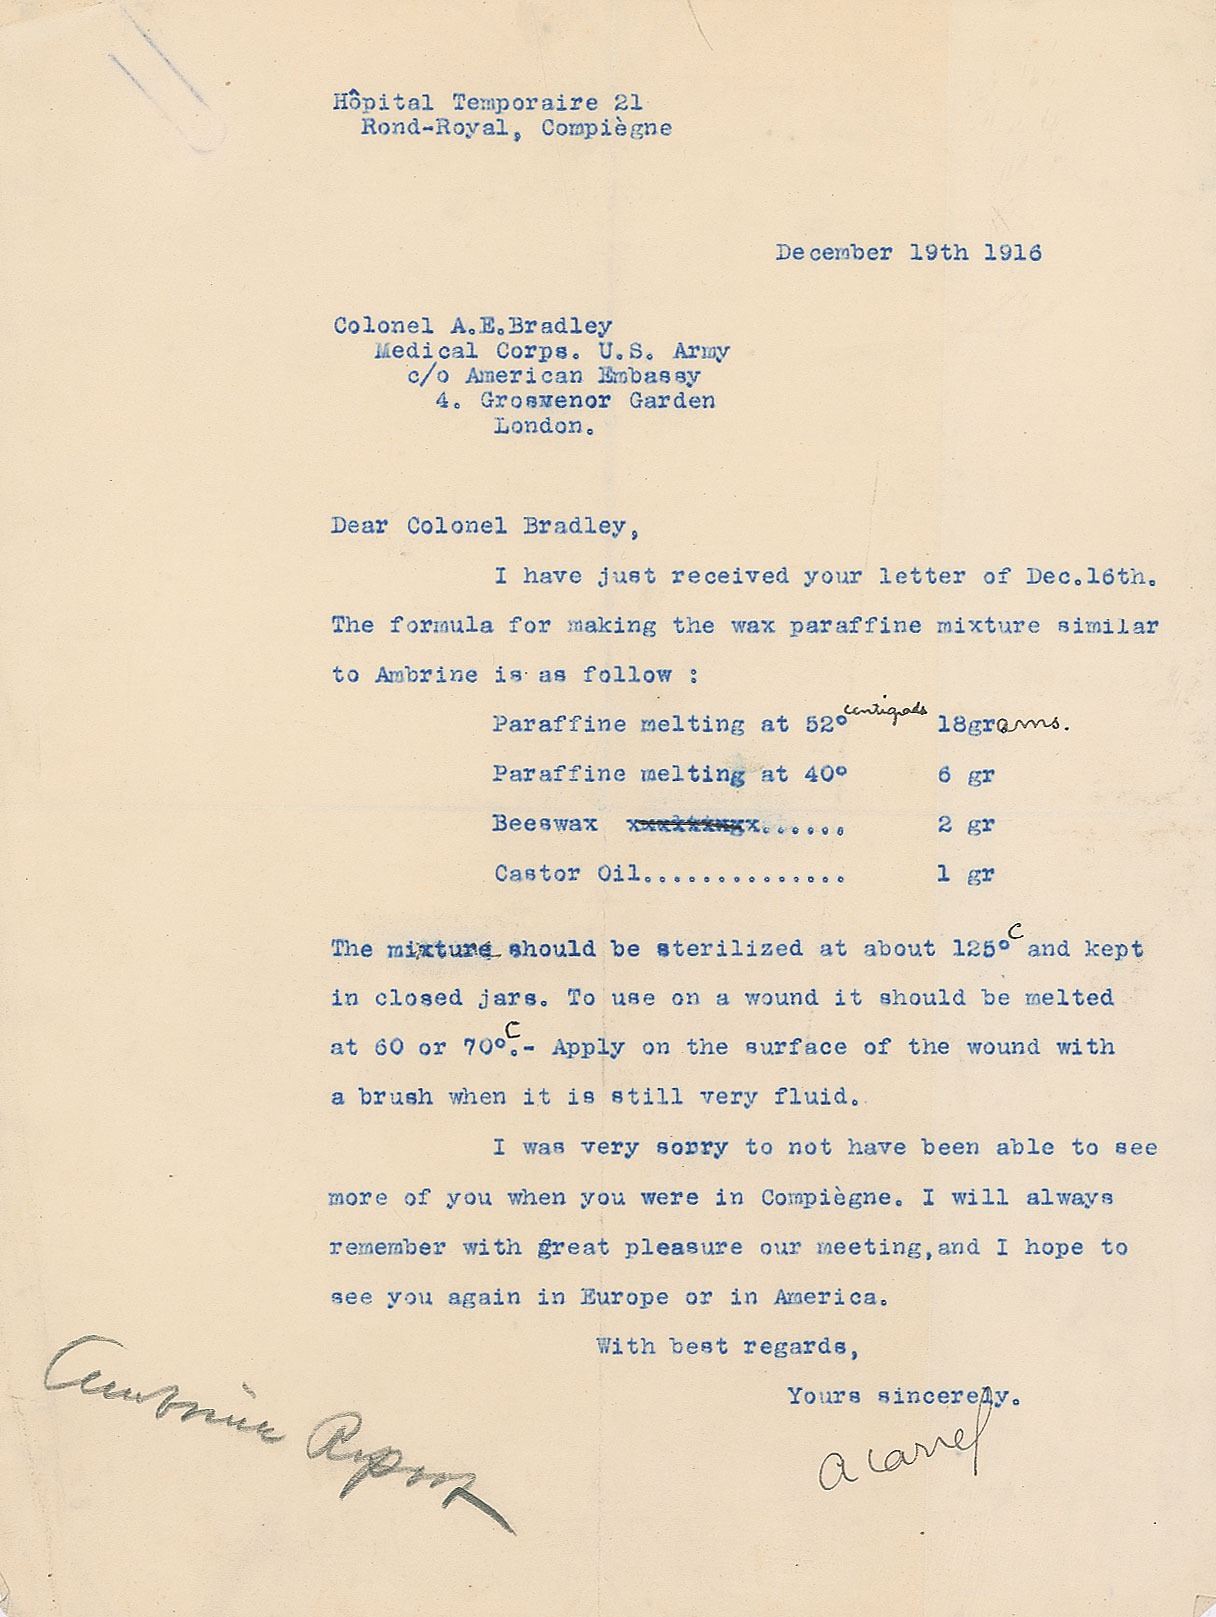 Hôpital Temporaire 21
Rond-Royal, Compiègne
December 19th 1916
Colonel A.E.Bradley
Medical Corps. U.S. Army
c/o American Embassy
4. Grosvenor Garden
London.
Dear Colonel Bradley,
I have just received your letter of Dec.16th.
The formula for making the wax paraffine mixture similar
to Ambrine is as follow :
Paraffine melting at 52° centigrads 18grams.
Paraffine melting at 40° 6 gr
Beeswax ...... 2 gr
Castor Oil.............. 1 gr
The mixture should be sterilized at about 125° C and kept
in closed jars. To use on a wound it should be melted
at 60 or 70° C.- Apply on the surface of the wound with
a brush when it is still very fluid.
I was very sorry to not have been able to see
more of you when you were in Compiègne. I will always
remember with great pleasure our meeting,and I hope to
see you again in Europe or in America.
With best regards,
Yours sincerely.
a carrel
Ambrine Report